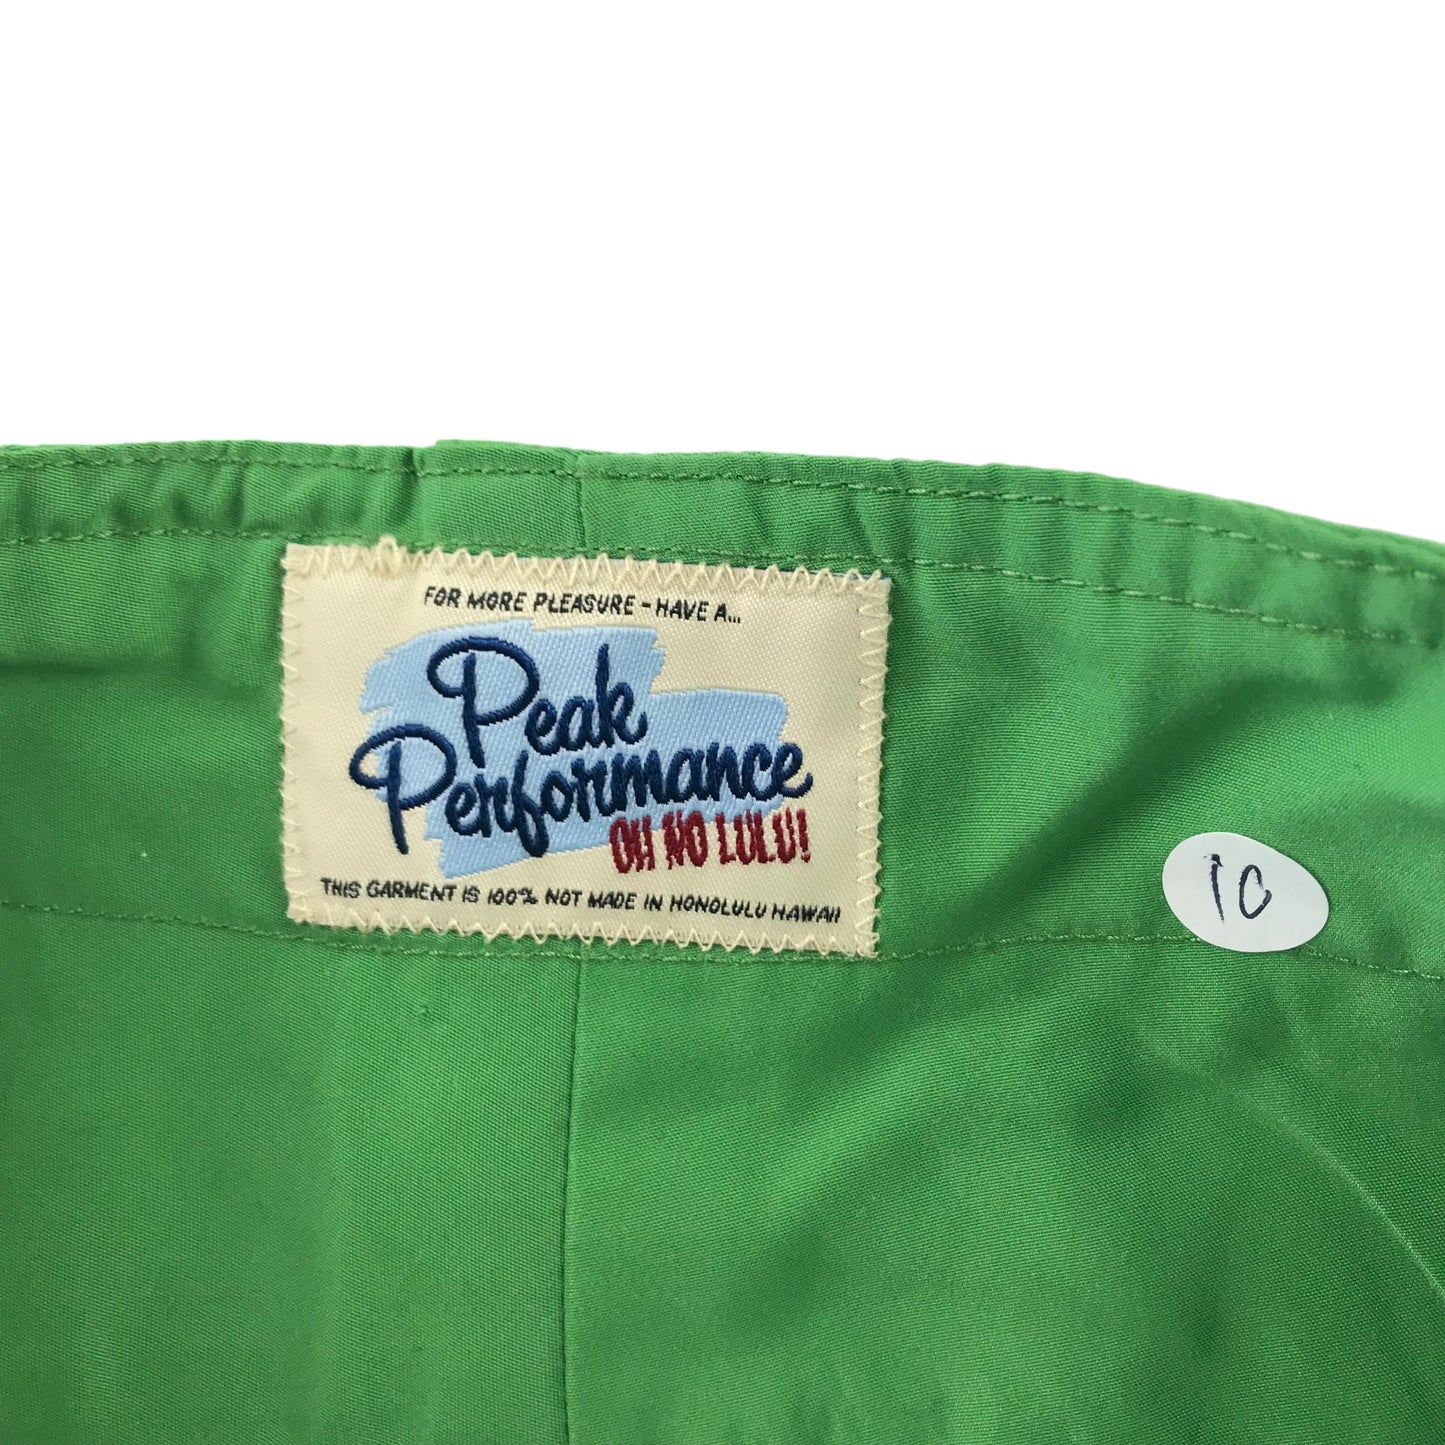 FOR MORE PLEASURE - HAVE A...
Peak
Performance
OH NO LULU!
THIS GARMENT IS 100% NOT MADE IN HONOLULU HAWAII
10